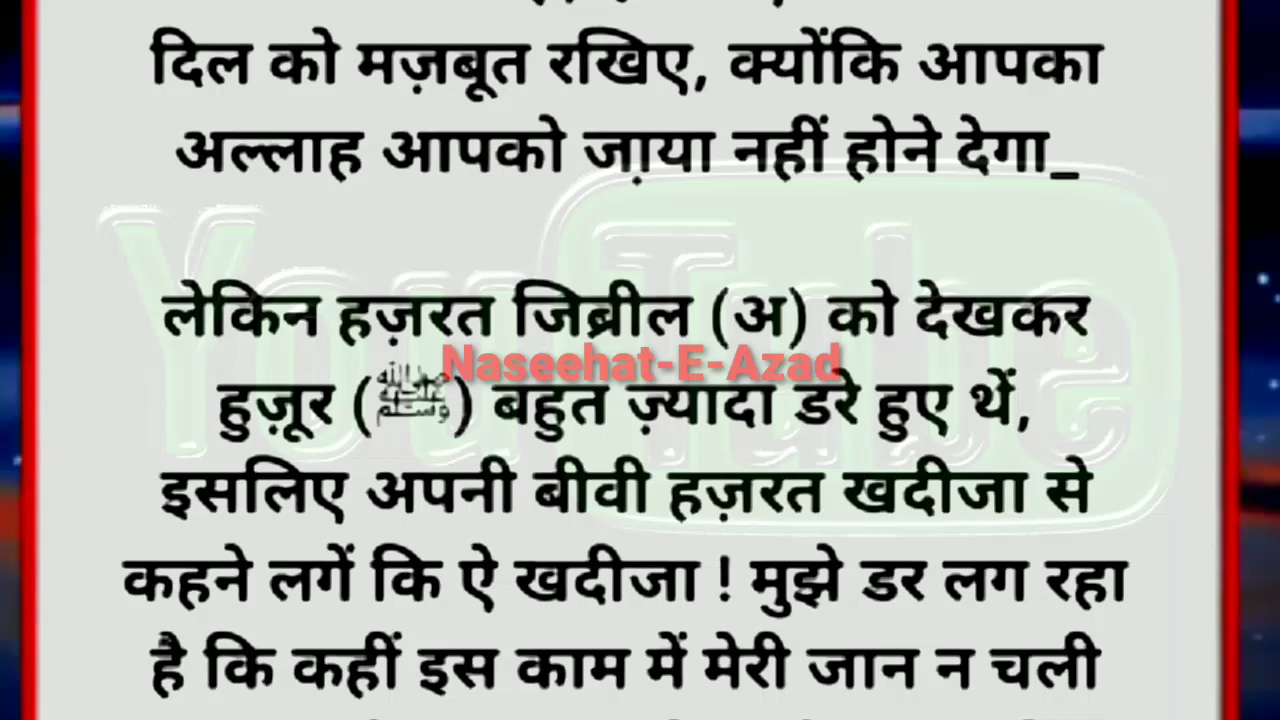 दिल को मज़बूत रखिए, क्योंकि आपका
अल्लाह आपको जा़या नहीं होने देगा_
YouTube
लेकिन हज़रत जिब्रील (अ) को देखकर
Naseehat-E-Azad
हुज़ूर (ﷺ) बहुत ज़्यादा डरे हुए थें,
इसलिए अपनी बीवी हज़रत खदीजा से
कहने लगें कि ऐ खदीजा ! मुझे डर लग रहा
है कि कहीं इस काम में मेरी जान न चली